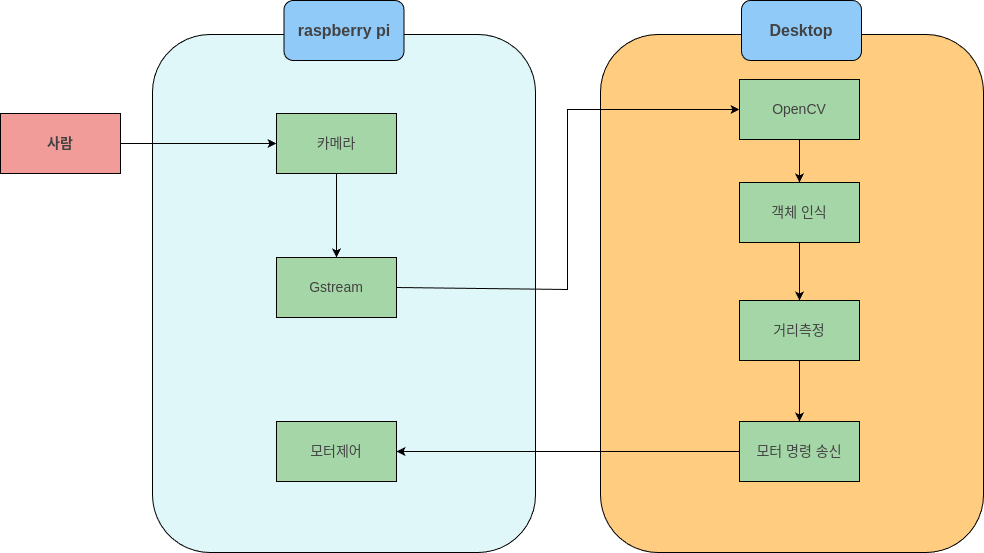 raspberry pi
Desktop
사람
카메라
Gstream
모터제어
OpenCV
객체 인식
거리측정
모터 명령 송신